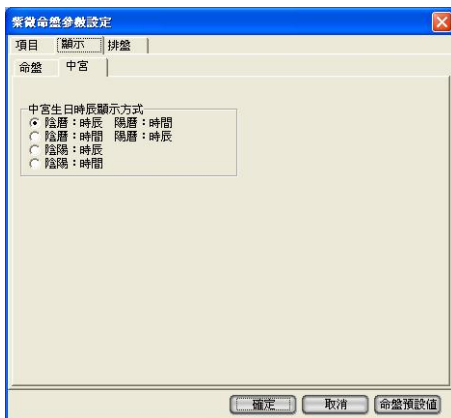 紫微命盤參數設定
項目 顯示 排盤
命盤 中宮
中宮生日時辰顯示方式
陰曆：時辰 陽曆：時間
陰曆：時間 陽曆：時辰
陰陽：時辰
陰陽：時間
確定 取消 命盤預設值